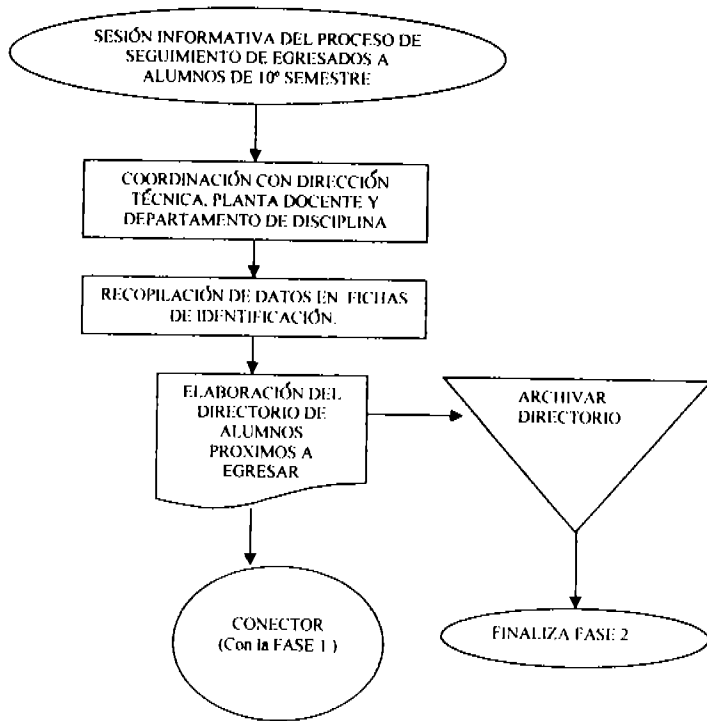 SESIÓN INFORMATIVA DEL PROCESO DE
SEGUIMIENTO DE EGRESADOS A
ALUMNOS DE 10º SEMESTRE
COORDINACIÓN CON DIRECCIÓN
TÉCNICA, PLANTA DOCENTE Y
DEPARTAMENTO DE DISCIPLINA
RECOPILACIÓN DE DATOS EN FICHAS
DE IDENTIFICACIÓN.
ELABORACIÓN DEL
DIRECTORIO DE
ALUMNOS
PROXIMOS A
EGRESAR
ARCHIVAR
DIRECTORIO
CONECTOR
(Con la FASE 1 )
FINALIZA FASE 2